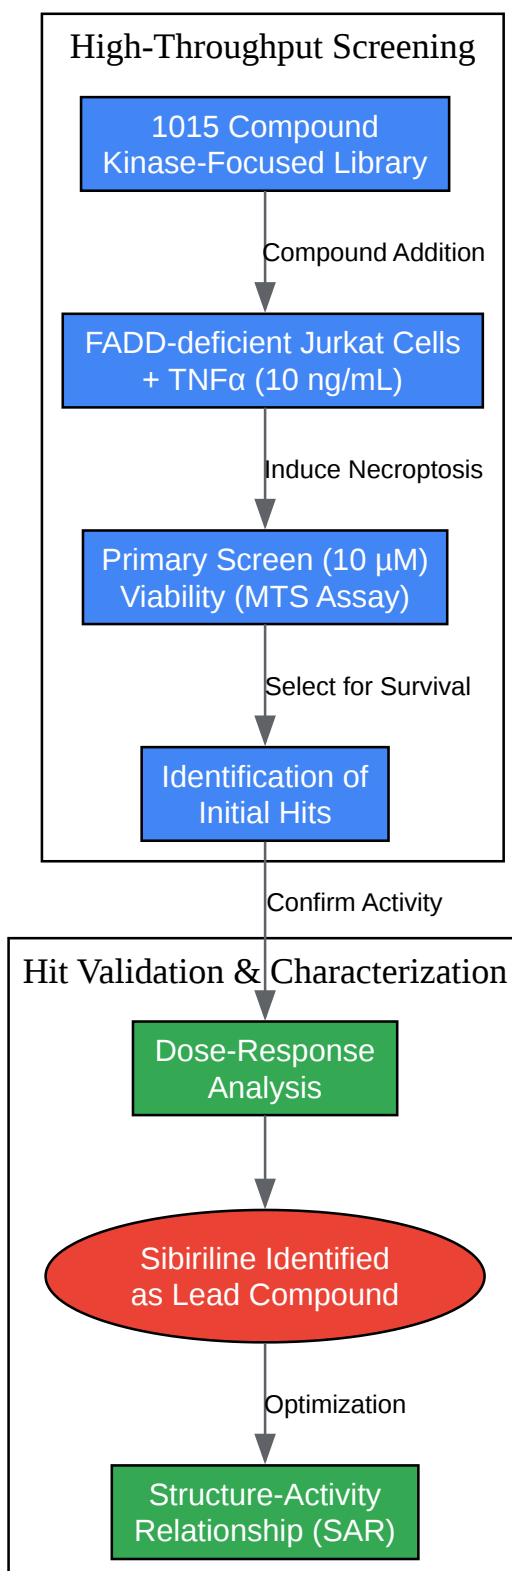 High-Throughput Screening
1015 Compound
Kinase-Focused Library
Compound Addition
FADD-deficient Jurkat Cells
+ TNFα (10 ng/mL)
Induce Necroptosis
Primary Screen (10 µM)
Viability (MTS Assay)
Select for Survival
Identification of
Initial Hits
Confirm Activity
Hit Validation & Characterization
Dose-Response
Analysis
Sibiriline Identified
as Lead Compound
Optimization
Structure-Activity
Relationship (SAR)